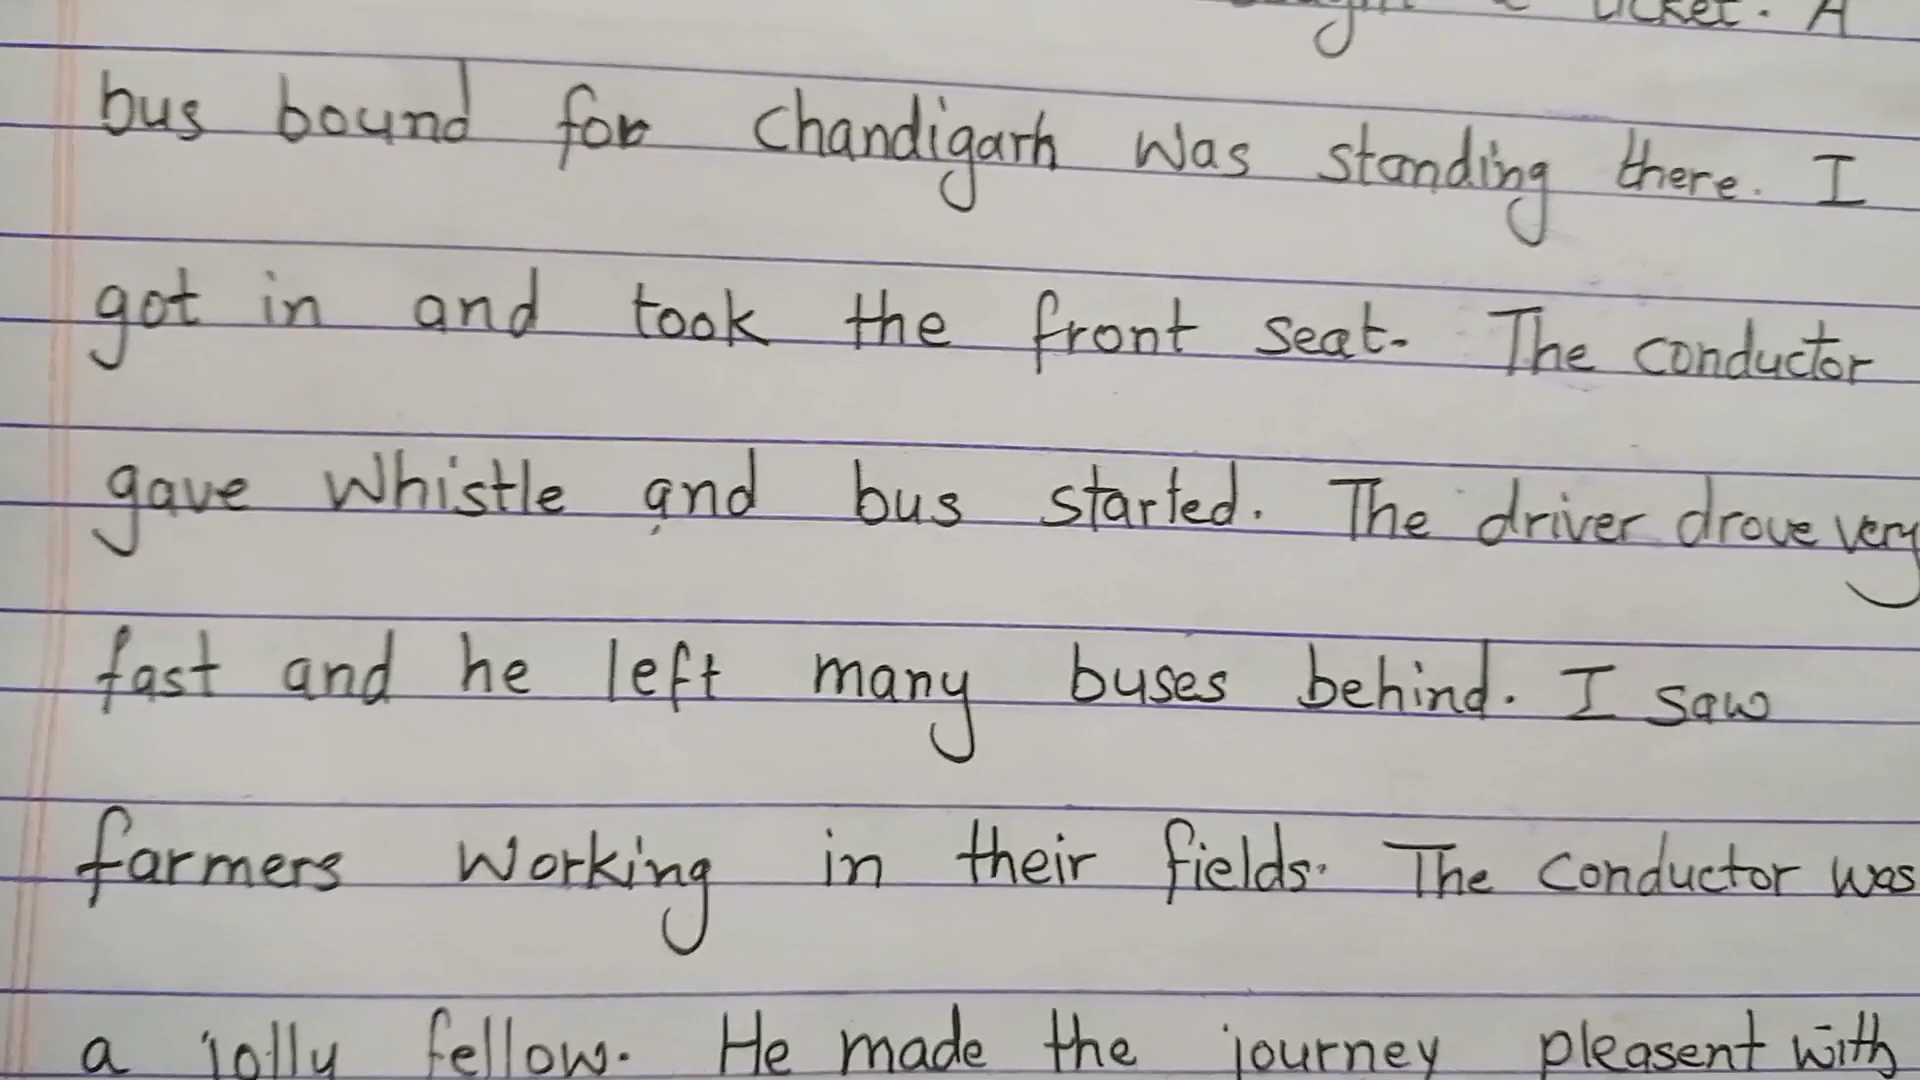 ticket. A
bus bound for Chandigarh was standing there. I
got in and took the front seat. The conductor
gave whistle and bus started. The driver drove very
fast and he left many buses behind. I saw
farmers working in their fields. The conductor was
a jolly fellow. He made the journey pleasent with